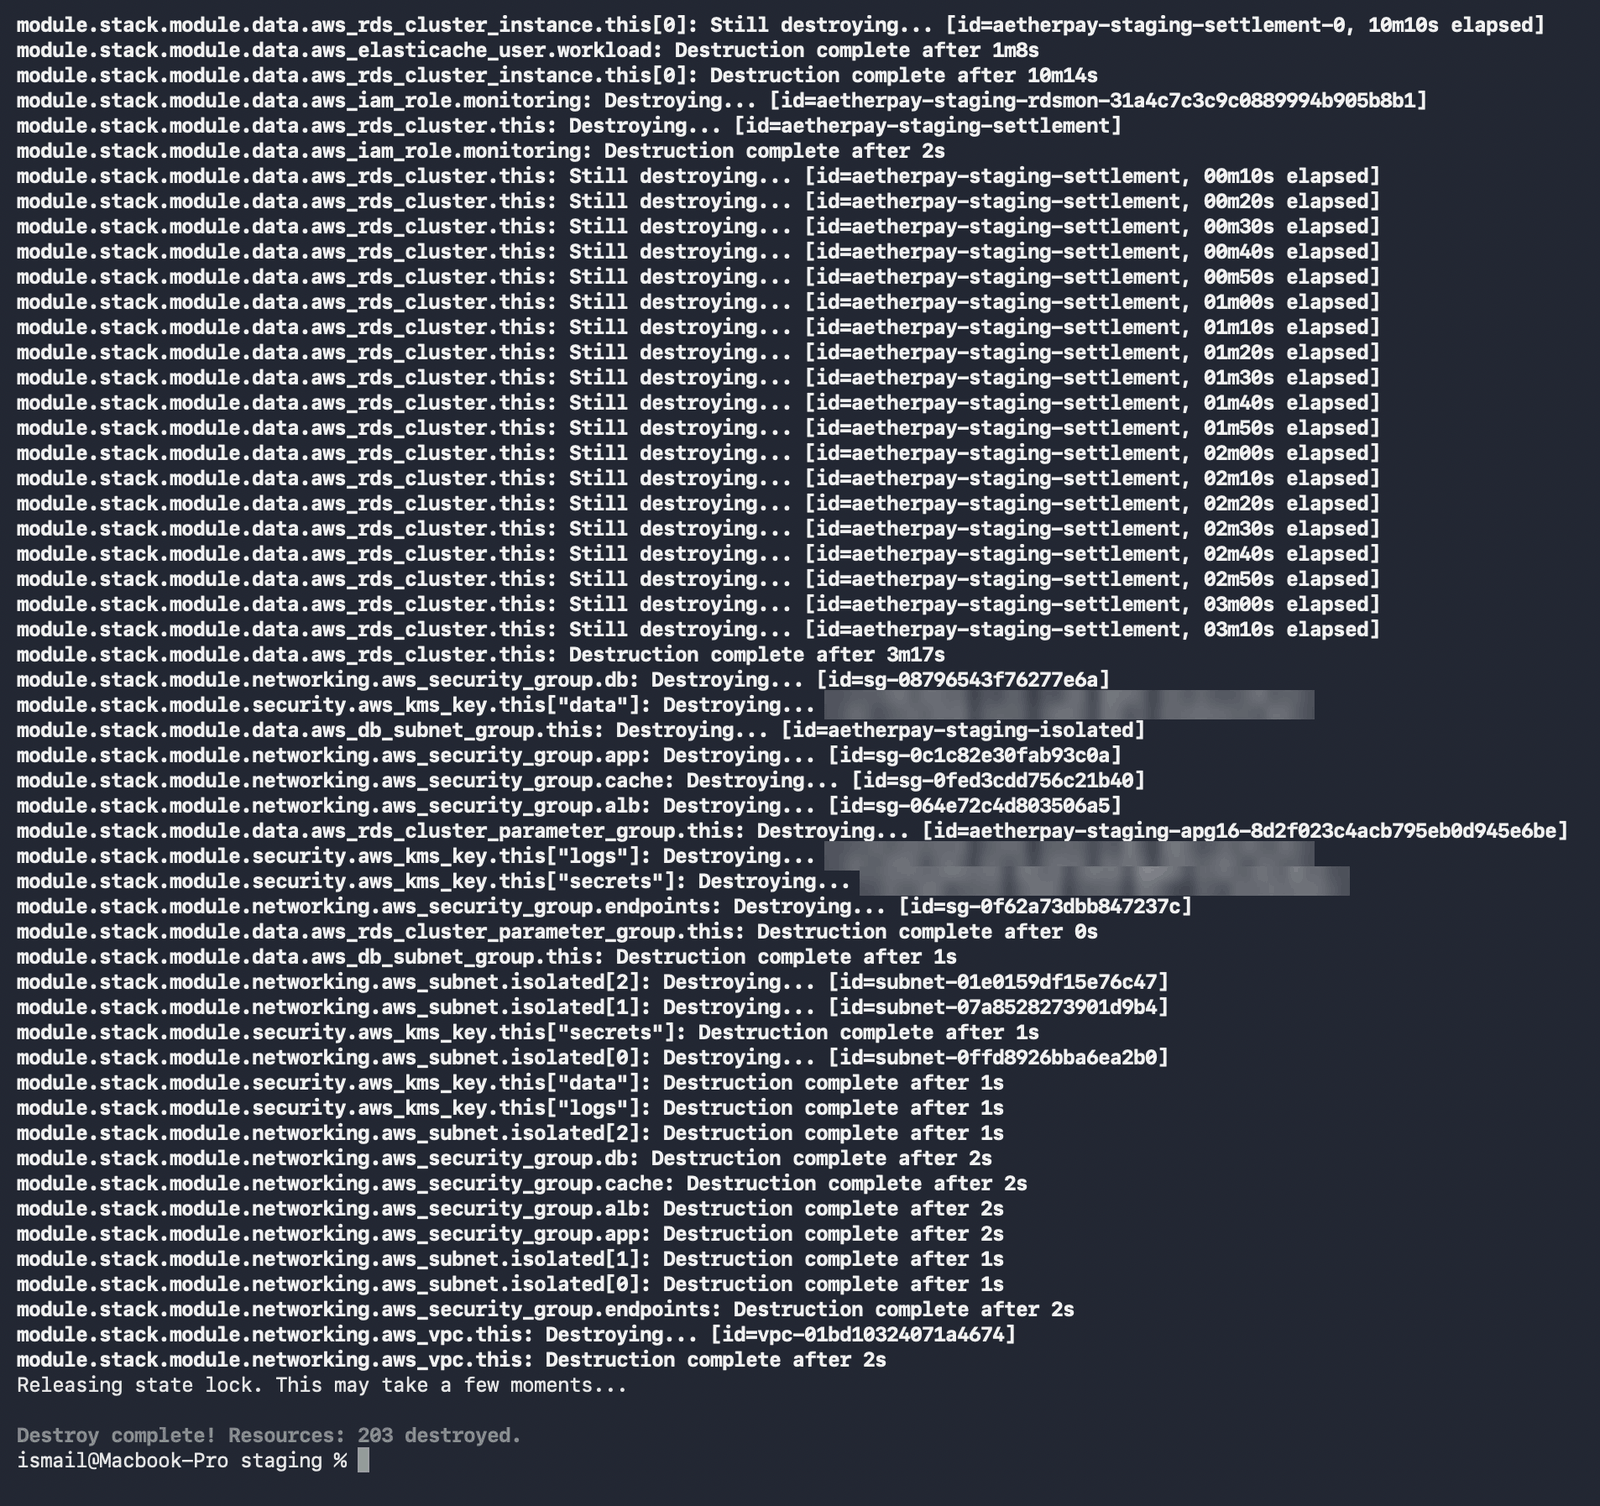 module.stack.module.data.aws_rds_cluster_instance.this[0]: Still destroying... [id=aetherpay-staging-settlement-0, 10m10s elapsed]
module.stack.module.data.aws_elasticache_user.workload: Destruction complete after 1m8s
module.stack.module.data.aws_rds_cluster_instance.this[0]: Destruction complete after 10m14s
module.stack.module.data.aws_iam_role.monitoring: Destroying... [id=aetherpay-staging-rdsmon-31a4c7c3c9c0889994b905b8b1]
module.stack.module.data.aws_rds_cluster.this: Destroying... [id=aetherpay-staging-settlement]
module.stack.module.data.aws_iam_role.monitoring: Destruction complete after 2s
module.stack.module.data.aws_rds_cluster.this: Still destroying... [id=aetherpay-staging-settlement, 00m10s elapsed]
module.stack.module.data.aws_rds_cluster.this: Still destroying... [id=aetherpay-staging-settlement, 00m20s elapsed]
module.stack.module.data.aws_rds_cluster.this: Still destroying... [id=aetherpay-staging-settlement, 00m30s elapsed]
module.stack.module.data.aws_rds_cluster.this: Still destroying... [id=aetherpay-staging-settlement, 00m40s elapsed]
module.stack.module.data.aws_rds_cluster.this: Still destroying... [id=aetherpay-staging-settlement, 00m50s elapsed]
module.stack.module.data.aws_rds_cluster.this: Still destroying... [id=aetherpay-staging-settlement, 01m00s elapsed]
module.stack.module.data.aws_rds_cluster.this: Still destroying... [id=aetherpay-staging-settlement, 01m10s elapsed]
module.stack.module.data.aws_rds_cluster.this: Still destroying... [id=aetherpay-staging-settlement, 01m20s elapsed]
module.stack.module.data.aws_rds_cluster.this: Still destroying... [id=aetherpay-staging-settlement, 01m30s elapsed]
module.stack.module.data.aws_rds_cluster.this: Still destroying... [id=aetherpay-staging-settlement, 01m40s elapsed]
module.stack.module.data.aws_rds_cluster.this: Still destroying... [id=aetherpay-staging-settlement, 01m50s elapsed]
module.stack.module.data.aws_rds_cluster.this: Still destroying... [id=aetherpay-staging-settlement, 02m00s elapsed]
module.stack.module.data.aws_rds_cluster.this: Still destroying... [id=aetherpay-staging-settlement, 02m10s elapsed]
module.stack.module.data.aws_rds_cluster.this: Still destroying... [id=aetherpay-staging-settlement, 02m20s elapsed]
module.stack.module.data.aws_rds_cluster.this: Still destroying... [id=aetherpay-staging-settlement, 02m30s elapsed]
module.stack.module.data.aws_rds_cluster.this: Still destroying... [id=aetherpay-staging-settlement, 02m40s elapsed]
module.stack.module.data.aws_rds_cluster.this: Still destroying... [id=aetherpay-staging-settlement, 02m50s elapsed]
module.stack.module.data.aws_rds_cluster.this: Still destroying... [id=aetherpay-staging-settlement, 03m00s elapsed]
module.stack.module.data.aws_rds_cluster.this: Still destroying... [id=aetherpay-staging-settlement, 03m10s elapsed]
module.stack.module.data.aws_rds_cluster.this: Destruction complete after 3m17s
module.stack.module.networking.aws_security_group.db: Destroying... [id=sg-08796543f76277e6a]
module.stack.module.security.aws_kms_key.this["data"]: Destroying...
module.stack.module.data.aws_db_subnet_group.this: Destroying... [id=aetherpay-staging-isolated]
module.stack.module.networking.aws_security_group.app: Destroying... [id=sg-0c1c82e30fab93c0a]
module.stack.module.networking.aws_security_group.cache: Destroying... [id=sg-0fed3cdd756c21b40]
module.stack.module.networking.aws_security_group.alb: Destroying... [id=sg-064e72c4d803506a5]
module.stack.module.data.aws_rds_cluster_parameter_group.this: Destroying... [id=aetherpay-staging-apg16-8d2f023c4acb795eb0d945e6be]
module.stack.module.security.aws_kms_key.this["logs"]: Destroying...
module.stack.module.security.aws_kms_key.this["secrets"]: Destroying...
module.stack.module.networking.aws_security_group.endpoints: Destroying... [id=sg-0f62a73dbb847237c]
module.stack.module.data.aws_rds_cluster_parameter_group.this: Destruction complete after 0s
module.stack.module.data.aws_db_subnet_group.this: Destruction complete after 1s
module.stack.module.networking.aws_subnet.isolated[2]: Destroying... [id=subnet-01e0159df15e76c47]
module.stack.module.networking.aws_subnet.isolated[1]: Destroying... [id=subnet-07a8528273901d9b4]
module.stack.module.security.aws_kms_key.this["secrets"]: Destruction complete after 1s
module.stack.module.networking.aws_subnet.isolated[0]: Destroying... [id=subnet-0ffd8926bba6ea2b0]
module.stack.module.security.aws_kms_key.this["data"]: Destruction complete after 1s
module.stack.module.security.aws_kms_key.this["logs"]: Destruction complete after 1s
module.stack.module.networking.aws_subnet.isolated[2]: Destruction complete after 1s
module.stack.module.networking.aws_security_group.db: Destruction complete after 2s
module.stack.module.networking.aws_security_group.cache: Destruction complete after 2s
module.stack.module.networking.aws_security_group.alb: Destruction complete after 2s
module.stack.module.networking.aws_security_group.app: Destruction complete after 2s
module.stack.module.networking.aws_subnet.isolated[1]: Destruction complete after 1s
module.stack.module.networking.aws_subnet.isolated[0]: Destruction complete after 1s
module.stack.module.networking.aws_security_group.endpoints: Destruction complete after 2s
module.stack.module.networking.aws_vpc.this: Destroying... [id=vpc-01bd10324071a4674]
module.stack.module.networking.aws_vpc.this: Destruction complete after 2s
Releasing state lock. This may take a few moments...
Destroy complete! Resources: 203 destroyed.
ismail@Macbook-Pro staging %